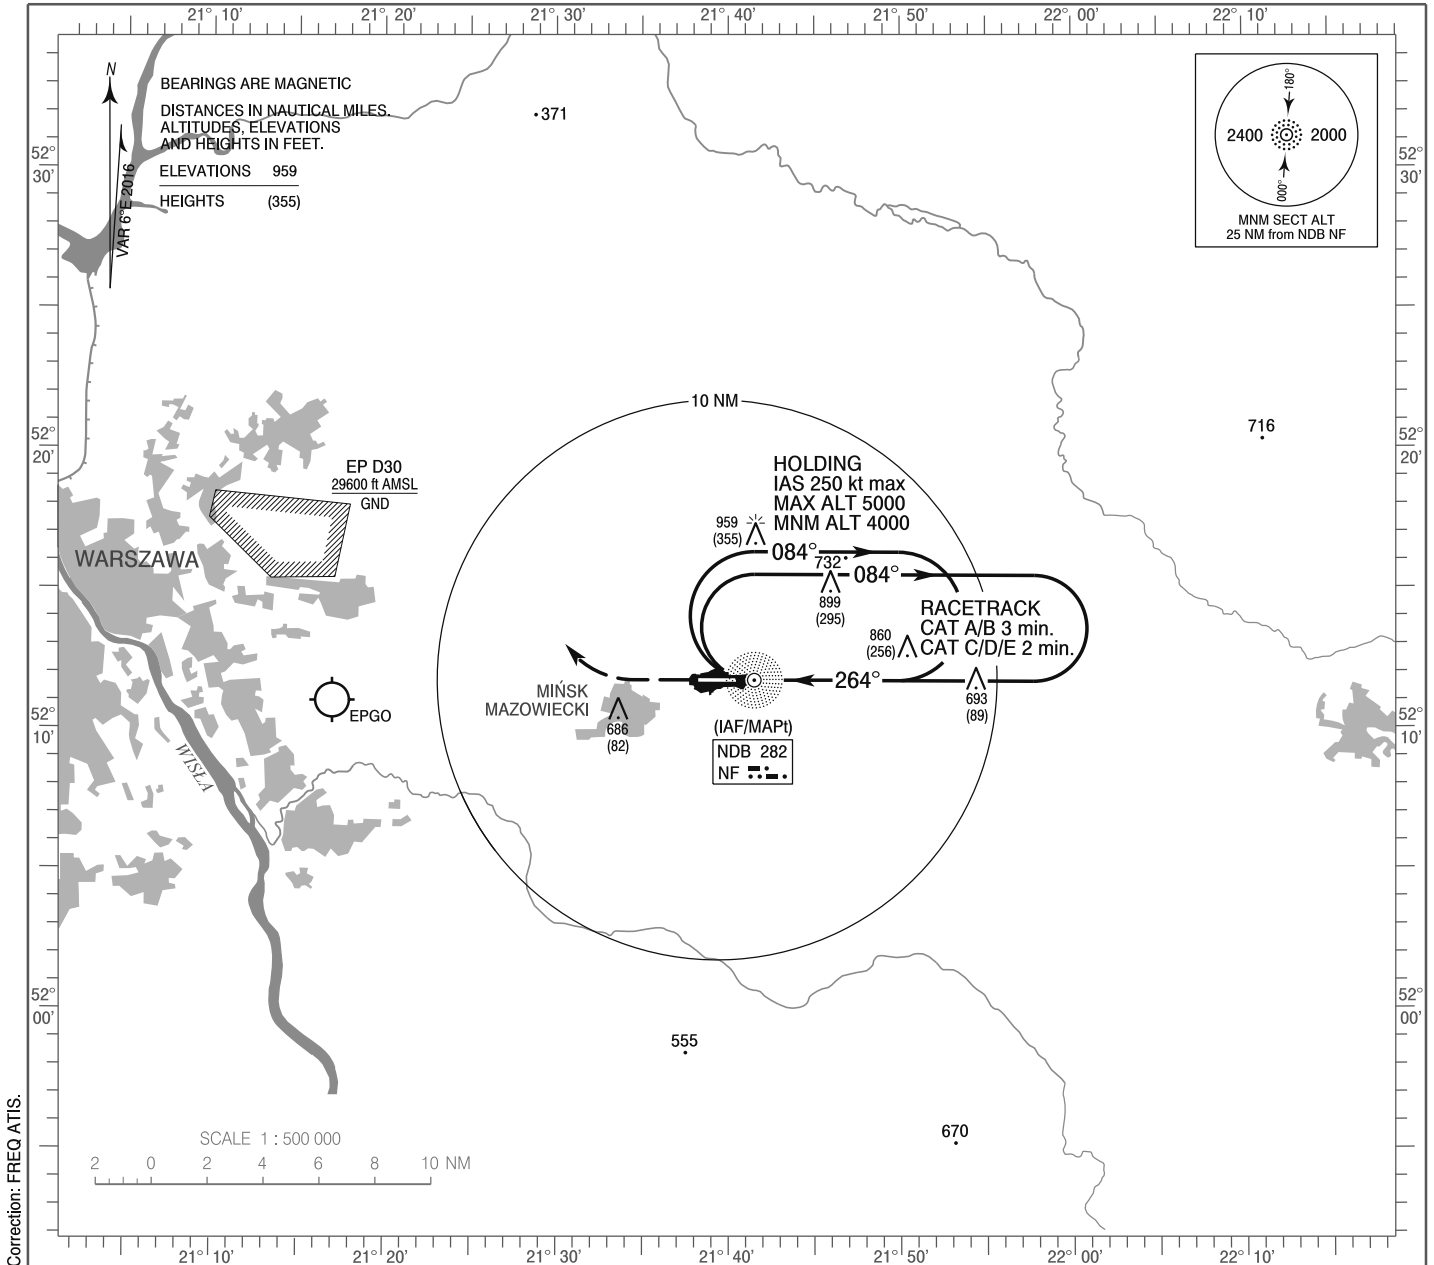 21° 10'
21° 20'
21° 30'
21° 40'
21° 50'
22° 00'
22° 10'
N
VAR 6°E 2016
BEARINGS ARE MAGNETIC
DISTANCES IN NAUTICAL MILES.
ALTITUDES, ELEVATIONS
AND HEIGHTS IN FEET.
ELEVATIONS 959
HEIGHTS (355)
371
180°
2400
2000
000°
MNM SECT ALT
25 NM from NDB NF
52°
30'
52°
30'
52°
20'
52°
20'
10 NM
716
EP D30
29600 ft AMSL
GND
WARSZAWA
HOLDING
IAS 250 kt max
MAX ALT 5000
MNM ALT 4000
959
(355)
084°
732
084°
899
(295)
RACETRACK
CAT A/B 3 min.
CAT C/D/E 2 min.
860
(256)
264°
693
(89)
MIŃSK
MAZOWIECKI
686
(82)
EPGO
(IAF/MAPt)
NDB 282
NF
WISŁA
52°
10'
52°
10'
52°
00'
52°
00'
555
670
SCALE 1 : 500 000
2 0 2 4 6 8 10 NM
Correction: FREQ ATIS.
21° 10'
21° 20'
21° 30'
21° 40'
21° 50'
22° 00'
22° 10'